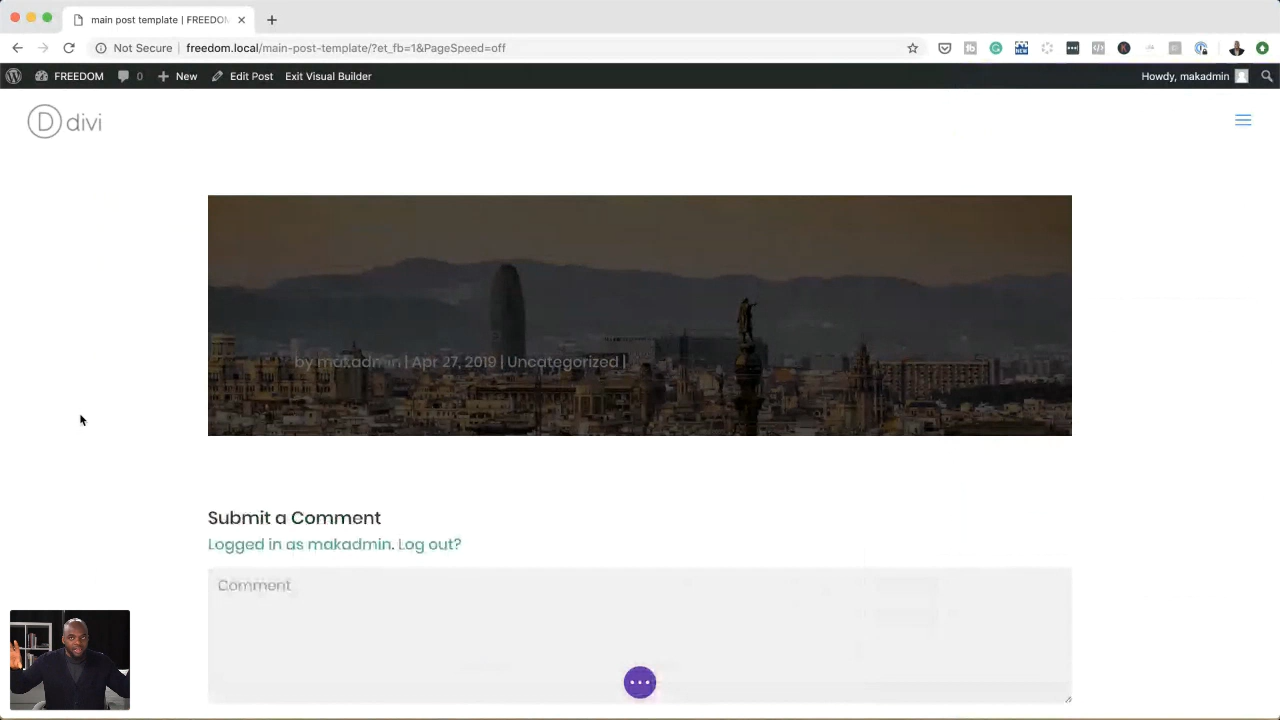 main post template | FREEDO
Not Secure | freedom.local/main-post-template/?et_fb=1&PageSpeed=off
FREEDOM 0 + New Edit Post Exit Visual Builder Howdy, makadmin
D divi
by makadmin | Apr 27, 2019 | Uncategorized |
Submit a Comment
Logged in as makadmin. Log out?
Comment